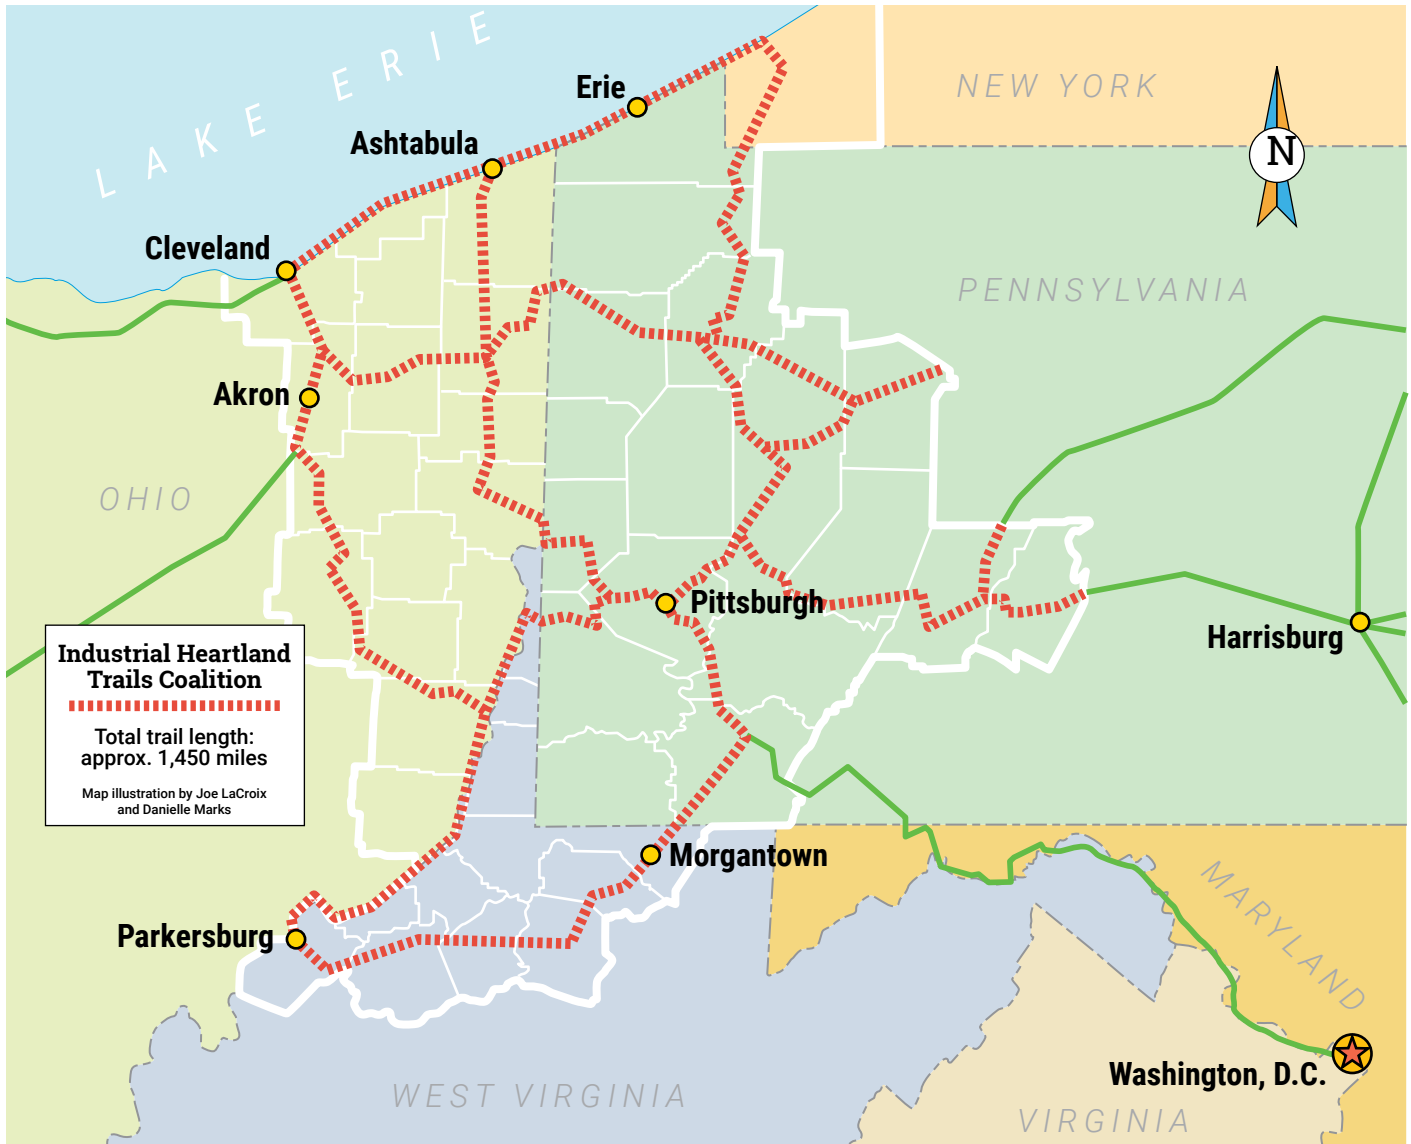 LAKE ERIE
Erie
NEW YORK
N
Ashtabula
Cleveland
PENNSYLVANIA
Akron
OHIO
Pittsburgh
Harrisburg
Industrial Heartland
Trails Coalition
Total trail length:
approx. 1,450 miles
Map illustration by Joe LaCroix
and Danielle Marks
Morgantown
MARYLAND
Parkersburg
Washington, D.C.
WEST VIRGINIA
VIRGINIA